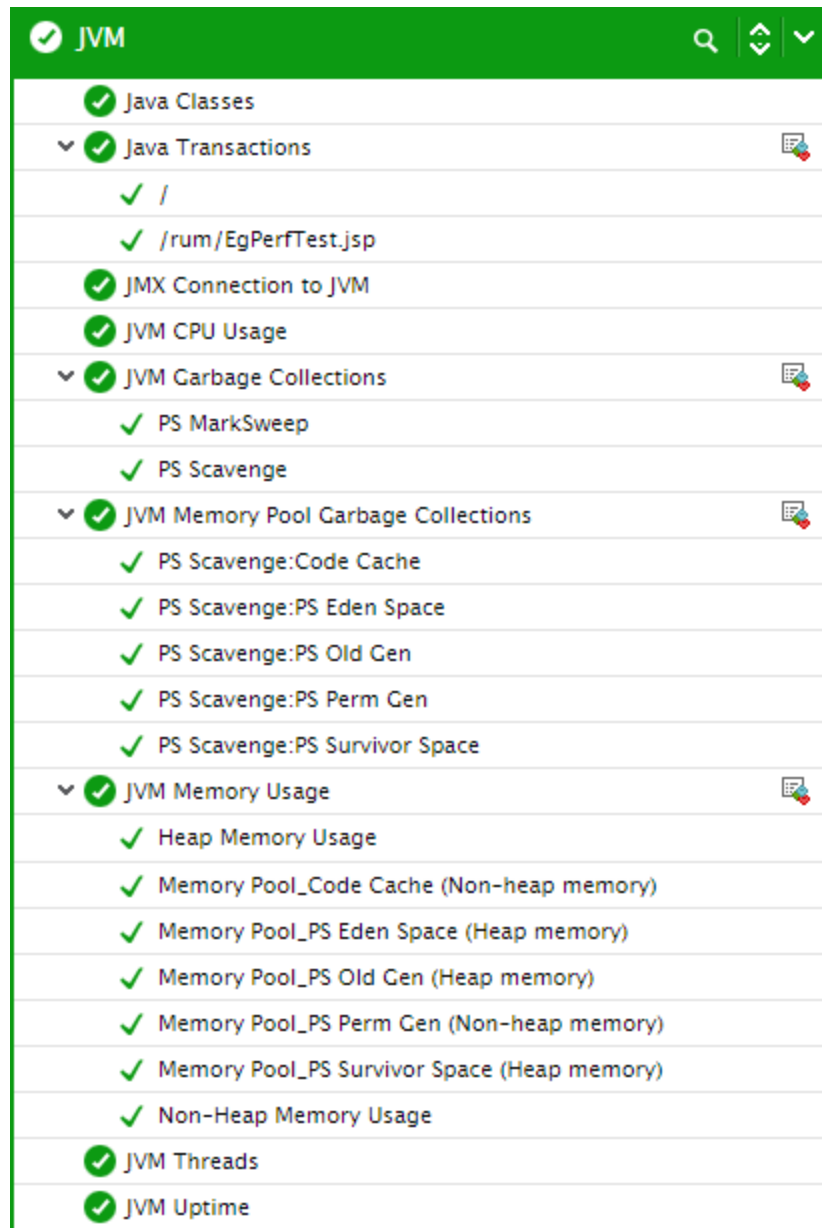 JVM
Java Classes
Java Transactions
/
/rum/EgPerfTest.jsp
JMX Connection to JVM
JVM CPU Usage
JVM Garbage Collections
PS MarkSweep
PS Scavenge
JVM Memory Pool Garbage Collections
PS Scavenge:Code Cache
PS Scavenge:PS Eden Space
PS Scavenge:PS Old Gen
PS Scavenge:PS Perm Gen
PS Scavenge:PS Survivor Space
JVM Memory Usage
Heap Memory Usage
Memory Pool_Code Cache (Non-heap memory)
Memory Pool_PS Eden Space (Heap memory)
Memory Pool_PS Old Gen (Heap memory)
Memory Pool_PS Perm Gen (Non-heap memory)
Memory Pool_PS Survivor Space (Heap memory)
Non-Heap Memory Usage
JVM Threads
JVM Uptime